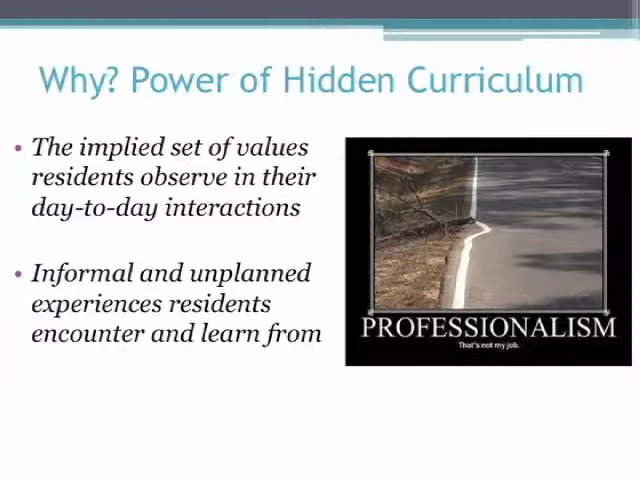 Why? Power of Hidden Curriculum
• The implied set of values
residents observe in their
day-to-day interactions
• Informal and unplanned
experiences residents
encounter and learn from
PROFESSIONALISM
That's not my job.